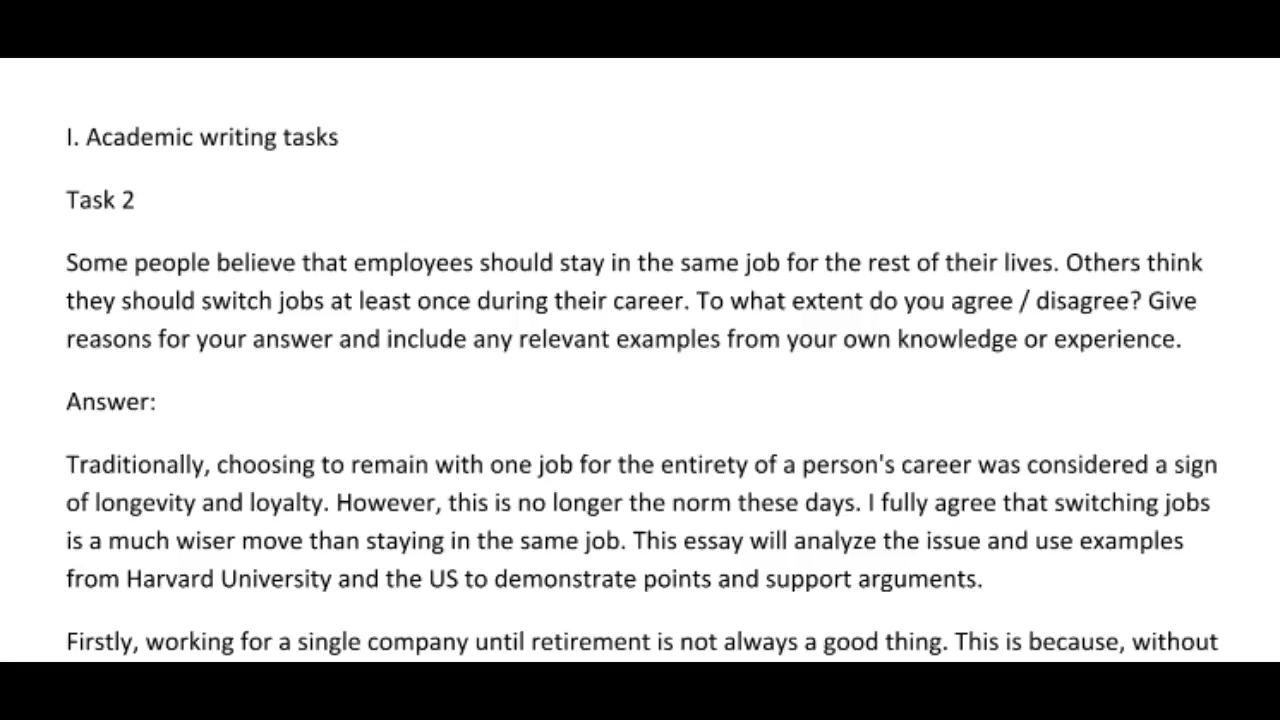 I. Academic writing tasks
Task 2
Some people believe that employees should stay in the same job for the rest of their lives. Others think
they should switch jobs at least once during their career. To what extent do you agree / disagree? Give
reasons for your answer and include any relevant examples from your own knowledge or experience.
Answer:
Traditionally, choosing to remain with one job for the entirety of a person's career was considered a sign
of longevity and loyalty. However, this is no longer the norm these days. I fully agree that switching jobs
is a much wiser move than staying in the same job. This essay will analyze the issue and use examples
from Harvard University and the US to demonstrate points and support arguments.
Firstly, working for a single company until retirement is not always a good thing. This is because, without